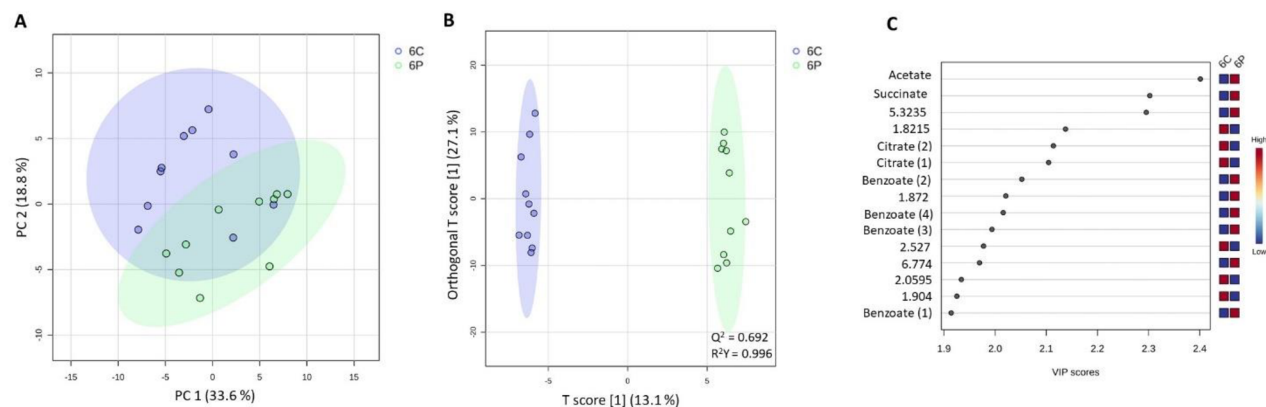 A
PC 2 (18.8 %)
10
5
0
-5
-10
-15
-10
-5
0
5
10
15
PC 1 (33.6 %)
6C
6P
B
Orthogonal T score [1] (27.1 %)
20
10
0
-10
-20
-5
0
5
T score [1] (13.1 %)
Q² = 0.692
R²Y = 0.996
6C
6P
C
Acetate
Succinate
5.3235
1.8215
Citrate (2)
Citrate (1)
Benzoate (2)
1.872
Benzoate (4)
Benzoate (3)
2.527
6.774
2.0595
1.904
Benzoate (1)
1.9
2.0
2.1
2.2
2.3
2.4
VIP scores
6C
6P
High
Low